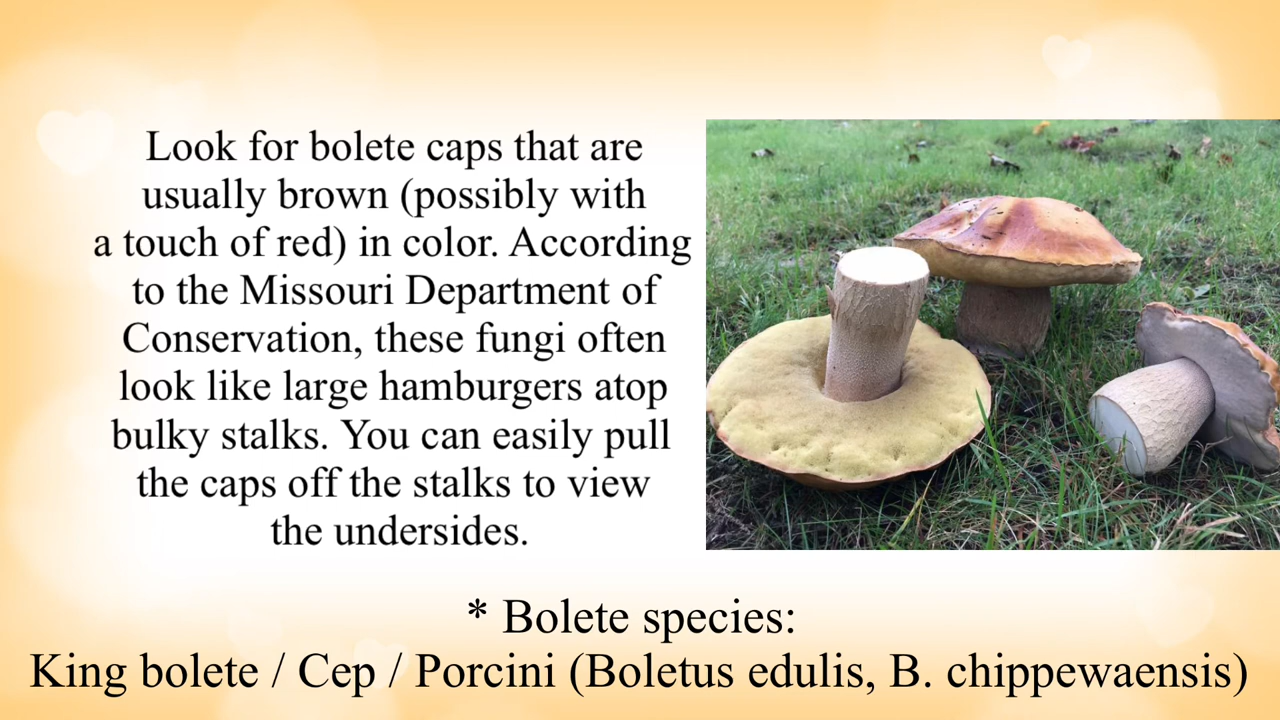 Look for bolete caps that are
usually brown (possibly with
a touch of red) in color. According
to the Missouri Department of
Conservation, these fungi often
look like large hamburgers atop
bulky stalks. You can easily pull
the caps off the stalks to view
the undersides.
* Bolete species:
King bolete / Cep / Porcini (Boletus edulis, B. chippewaensis)